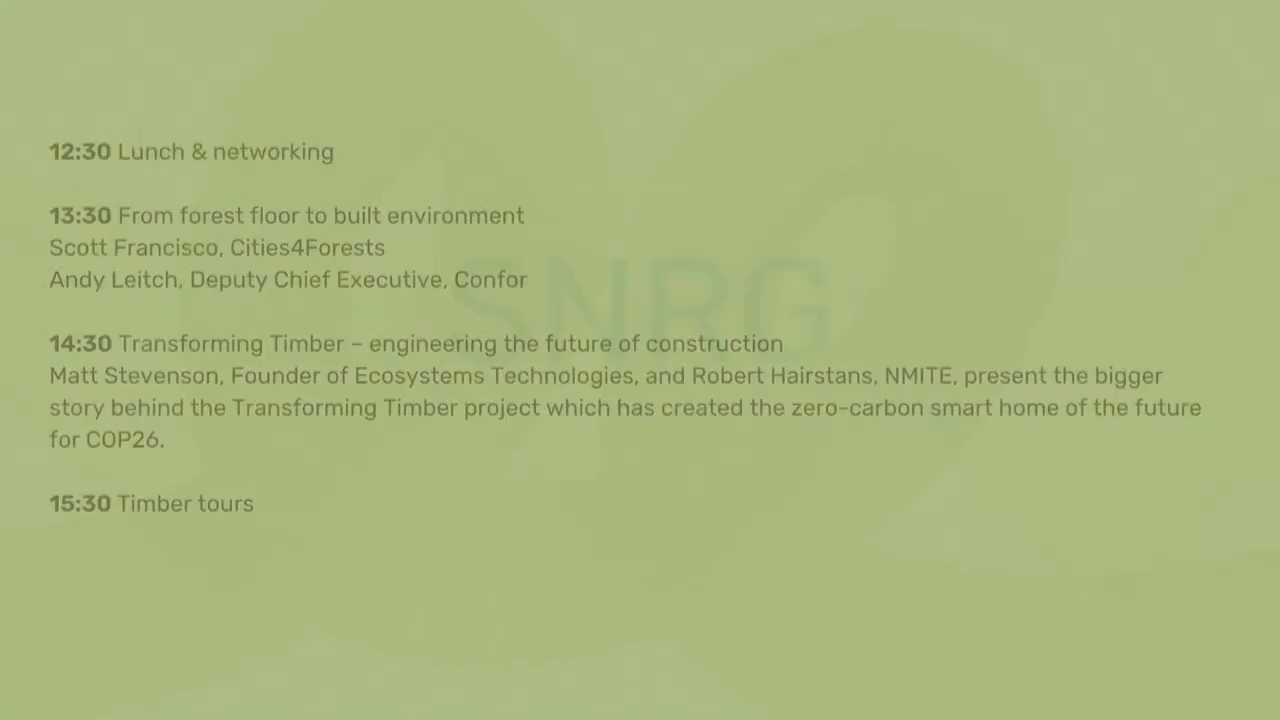 12:30 Lunch & networking
13:30 From forest floor to built environment
Scott Francisco, Cities4Forests
Andy Leitch, Deputy Chief Executive, Confor
SNRG
14:30 Transforming Timber – engineering the future of construction
Matt Stevenson, Founder of Ecosystems Technologies, and Robert Hairstans, NMITE, present the bigger
story behind the Transforming Timber project which has created the zero-carbon smart home of the future
for COP26.
15:30 Timber tours